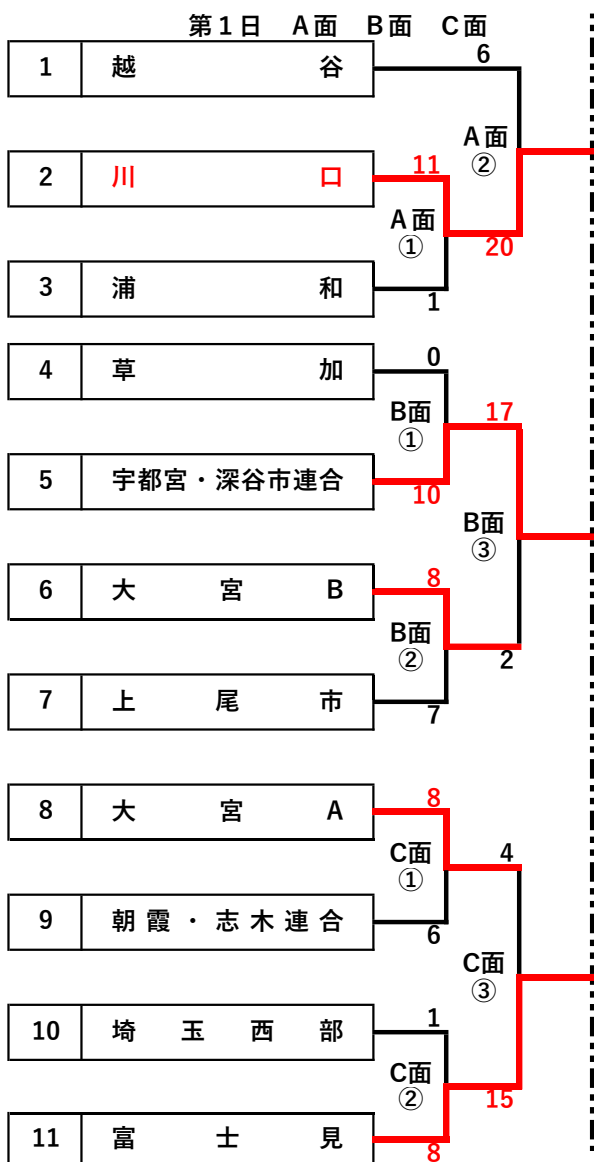 第1日 A面 B面 C面
6
1 越谷
A面
②
2 川口 11
A面
①
20
3 浦和
1
4 草加 0
B面
①
17
5 宇都宮・深谷市連合
10
B面
③
6 大宮B 8
B面
②
2
7 上尾市
7
8 大宮A 8
C面
①
4
9 朝霞・志木連合
6
C面
③
10 埼玉西部 1
C面
②
15
11 富士見
8